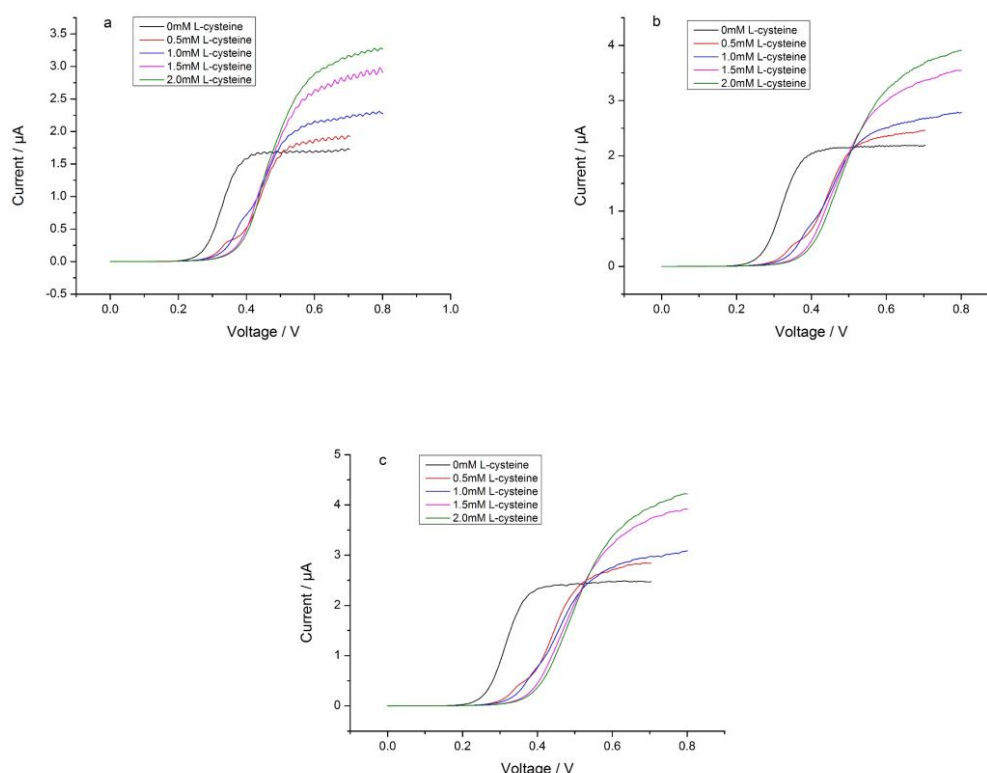 a
0mM L-cysteine
0.5mM L-cysteine
1.0mM L-cysteine
1.5mM L-cysteine
2.0mM L-cysteine
3.5
3.0
2.5
2.0
1.5
1.0
0.5
0.0
-0.5
Current / µA
0.0 0.2 0.4 0.6 0.8 1.0
Voltage / V
b
0mM L-cysteine
0.5mM L-cysteine
1.0mM L-cysteine
1.5mM L-cysteine
2.0mM L-cysteine
4
3
2
1
0
Current / µA
0.0 0.2 0.4 0.6 0.8
Voltage / V
c
0mM L-cysteine
0.5mM L-cysteine
1.0mM L-cysteine
1.5mM L-cysteine
2.0mM L-cysteine
5
4
3
2
1
0
Current / µA
0.0 0.2 0.4 0.6 0.8
Voltage / V